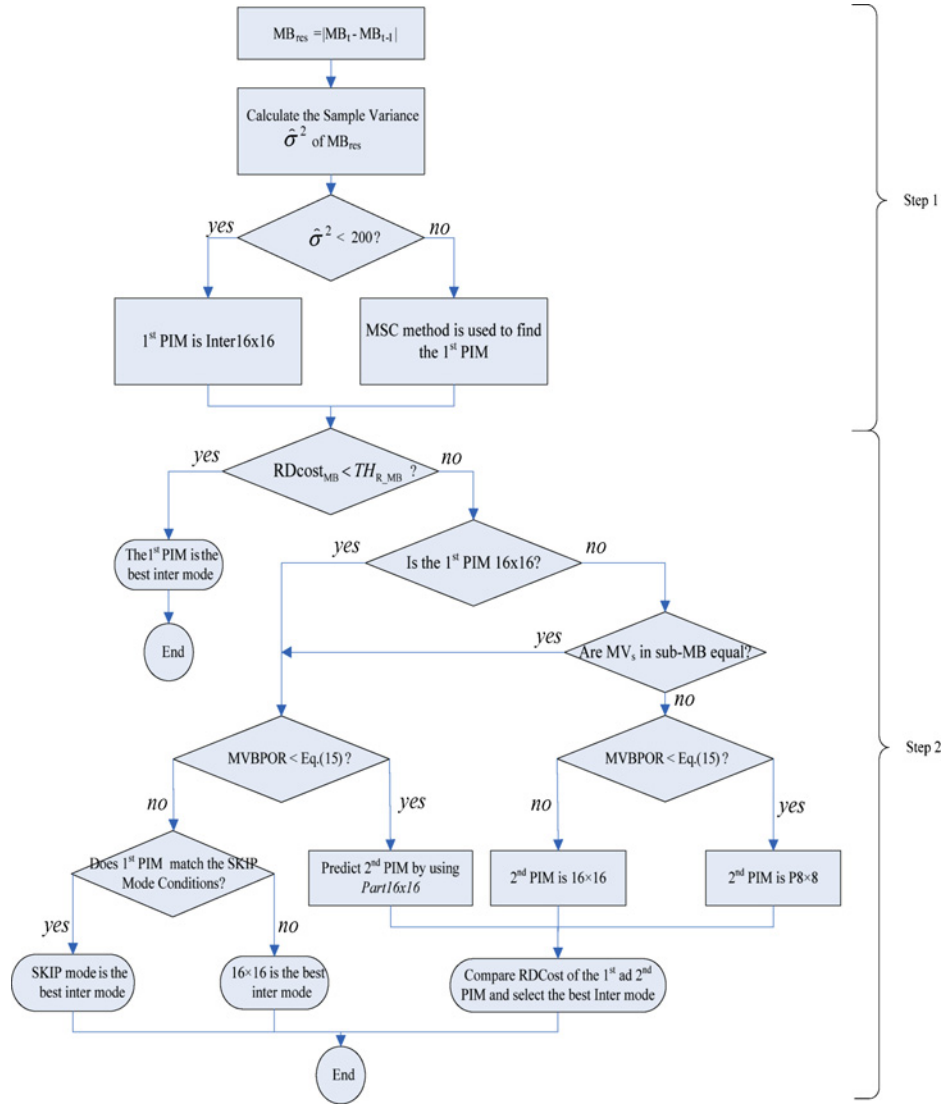 MBres =|MBt - MBt-1|
Calculate the Sample Variance
σ̂ 2 of MBres
Step 1
yes
no
σ̂ 2 < 200?
1st PIM is Inter16x16
MSC method is used to find
the 1st PIM
yes
no
RDcostMB < THR_MB ?
The1st PIM is the
best inter mode
yes
no
Is the 1st PIM 16x16?
End
yes
Are MVs in sub-MB equal?
no
Step 2
MVBPOR < Eq.(15) ?
MVBPOR < Eq.(15) ?
no
yes
no
yes
Does 1st PIM match the SKIP
Mode Conditions?
Predict 2nd PIM by using
Part16x16
2nd PIM is 16×16
2nd PIM is P8×8
yes
no
SKIP mode is the
best inter mode
16×16 is the best
inter mode
Compare RDCost of the 1st ad 2nd
PIM and select the best Inter mode
End